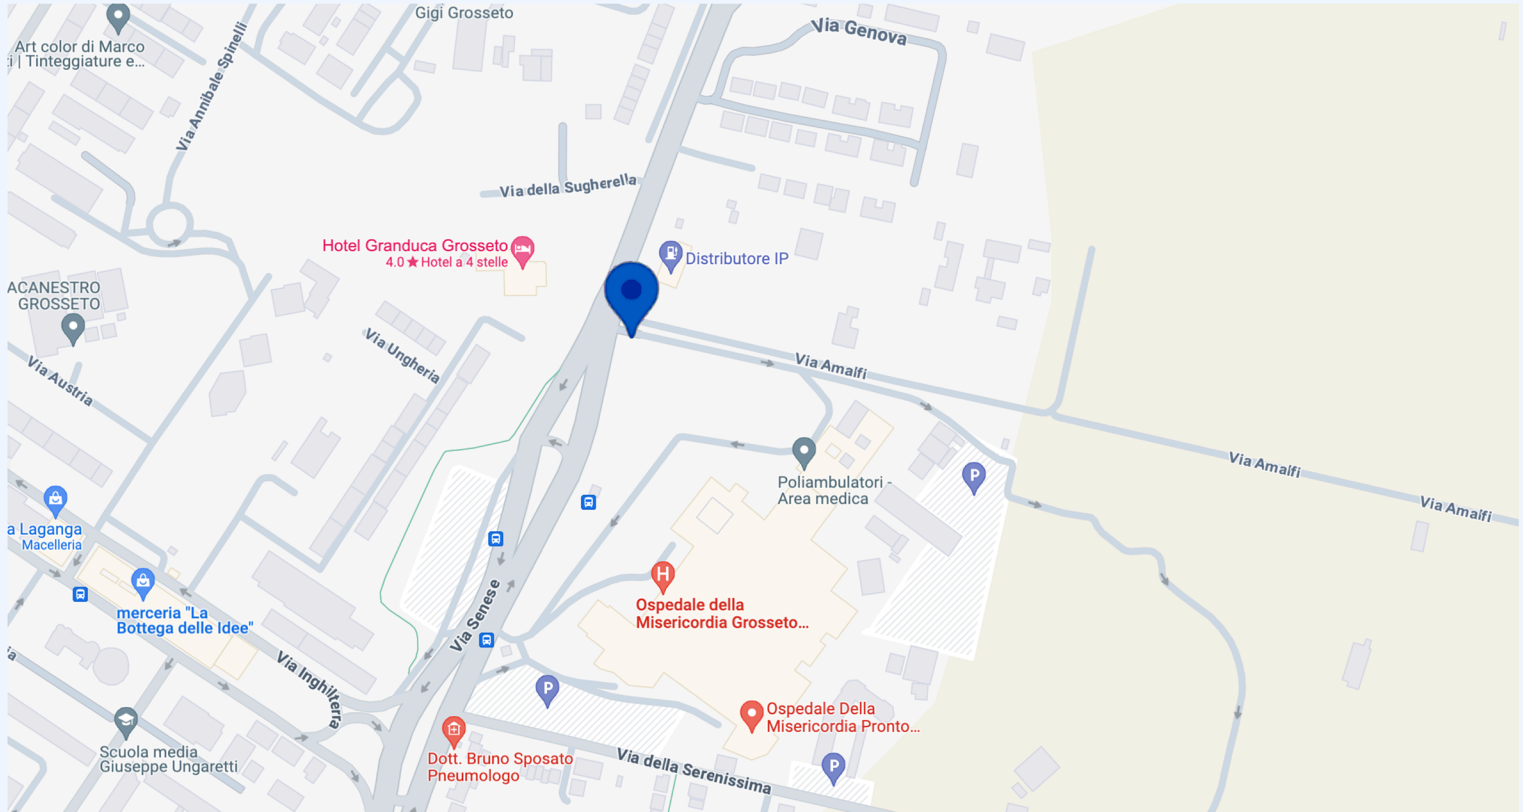 Gigi Grosseto
Via Genova
Art color di Marco
ti | Tinteggiature e...
Via Annibale Spinelli
Via della Sugherella
Hotel Granduca Grosseto
4.0★Hotel a 4 stelle
Distributore IP
ACANESTRO
GROSSETO
Via Ungheria
Via Austria
Via Amalfi
Via Amalfi
Via Amalfi
P
Poliambulatori -
Area medica
a Laganga
Macelleria
H
Ospedale della
Misericordia Grosseto...
merceria "La
Bottega delle Idee"
Via Senese
Via Inghilterra
ia
P
Ospedale Della
Misericordia Pronto...
Scuola media
Giuseppe Ungaretti
Dott. Bruno Sposato
Pneumologo
Via della Serenissima
P